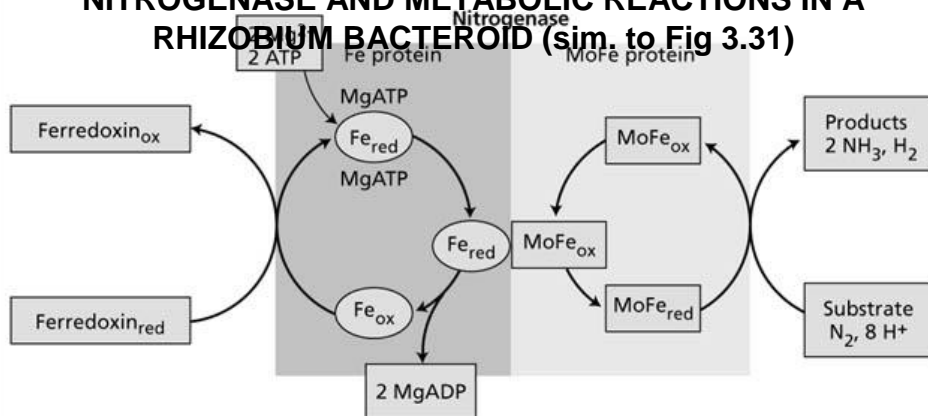 NITROGENASE AND METABOLIC REACTIONS IN A
RHIZOBIUM BACTEROID (sim. to Fig 3.31)
Nitrogenase
2 ATP
Fe protein
MoFe protein
MgATP
Fered
MgATP
Ferredoxinox
MoFeox
Products
2 NH3, H2
Fered
MoFeox
Ferredoxinred
Feox
MoFered
Substrate
N2, 8 H+
2 MgADP